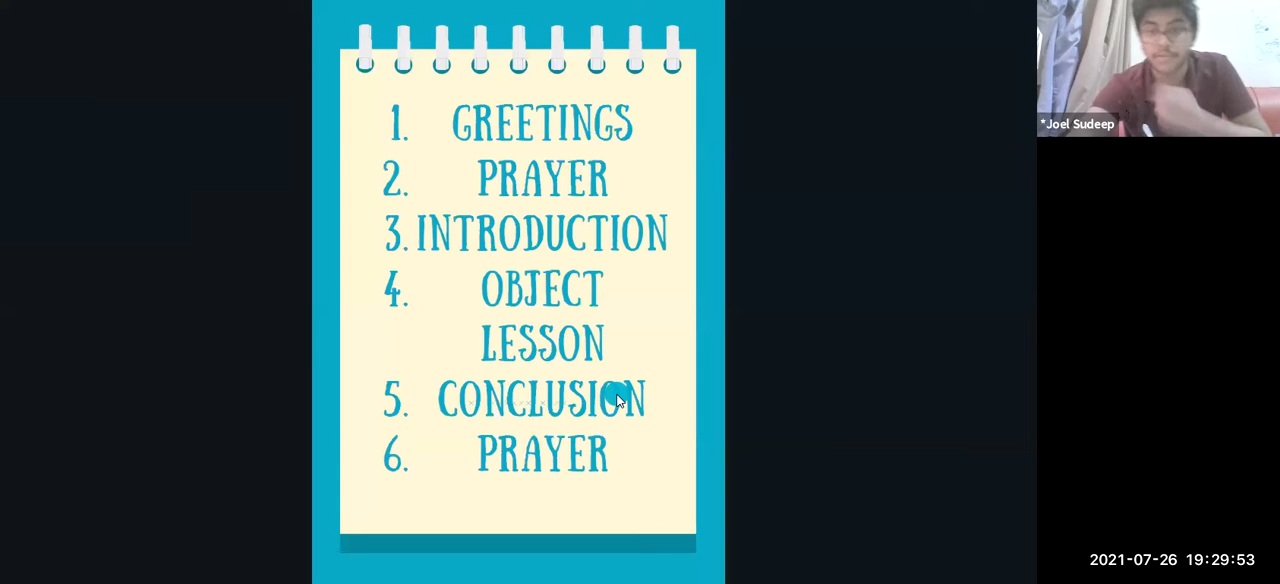 1. GREETINGS
2. PRAYER
3. INTRODUCTION
4. OBJECT
LESSON
5. CONCLUSION
6. PRAYER
*Joel Sudeep
2021-07-26 19:29:53